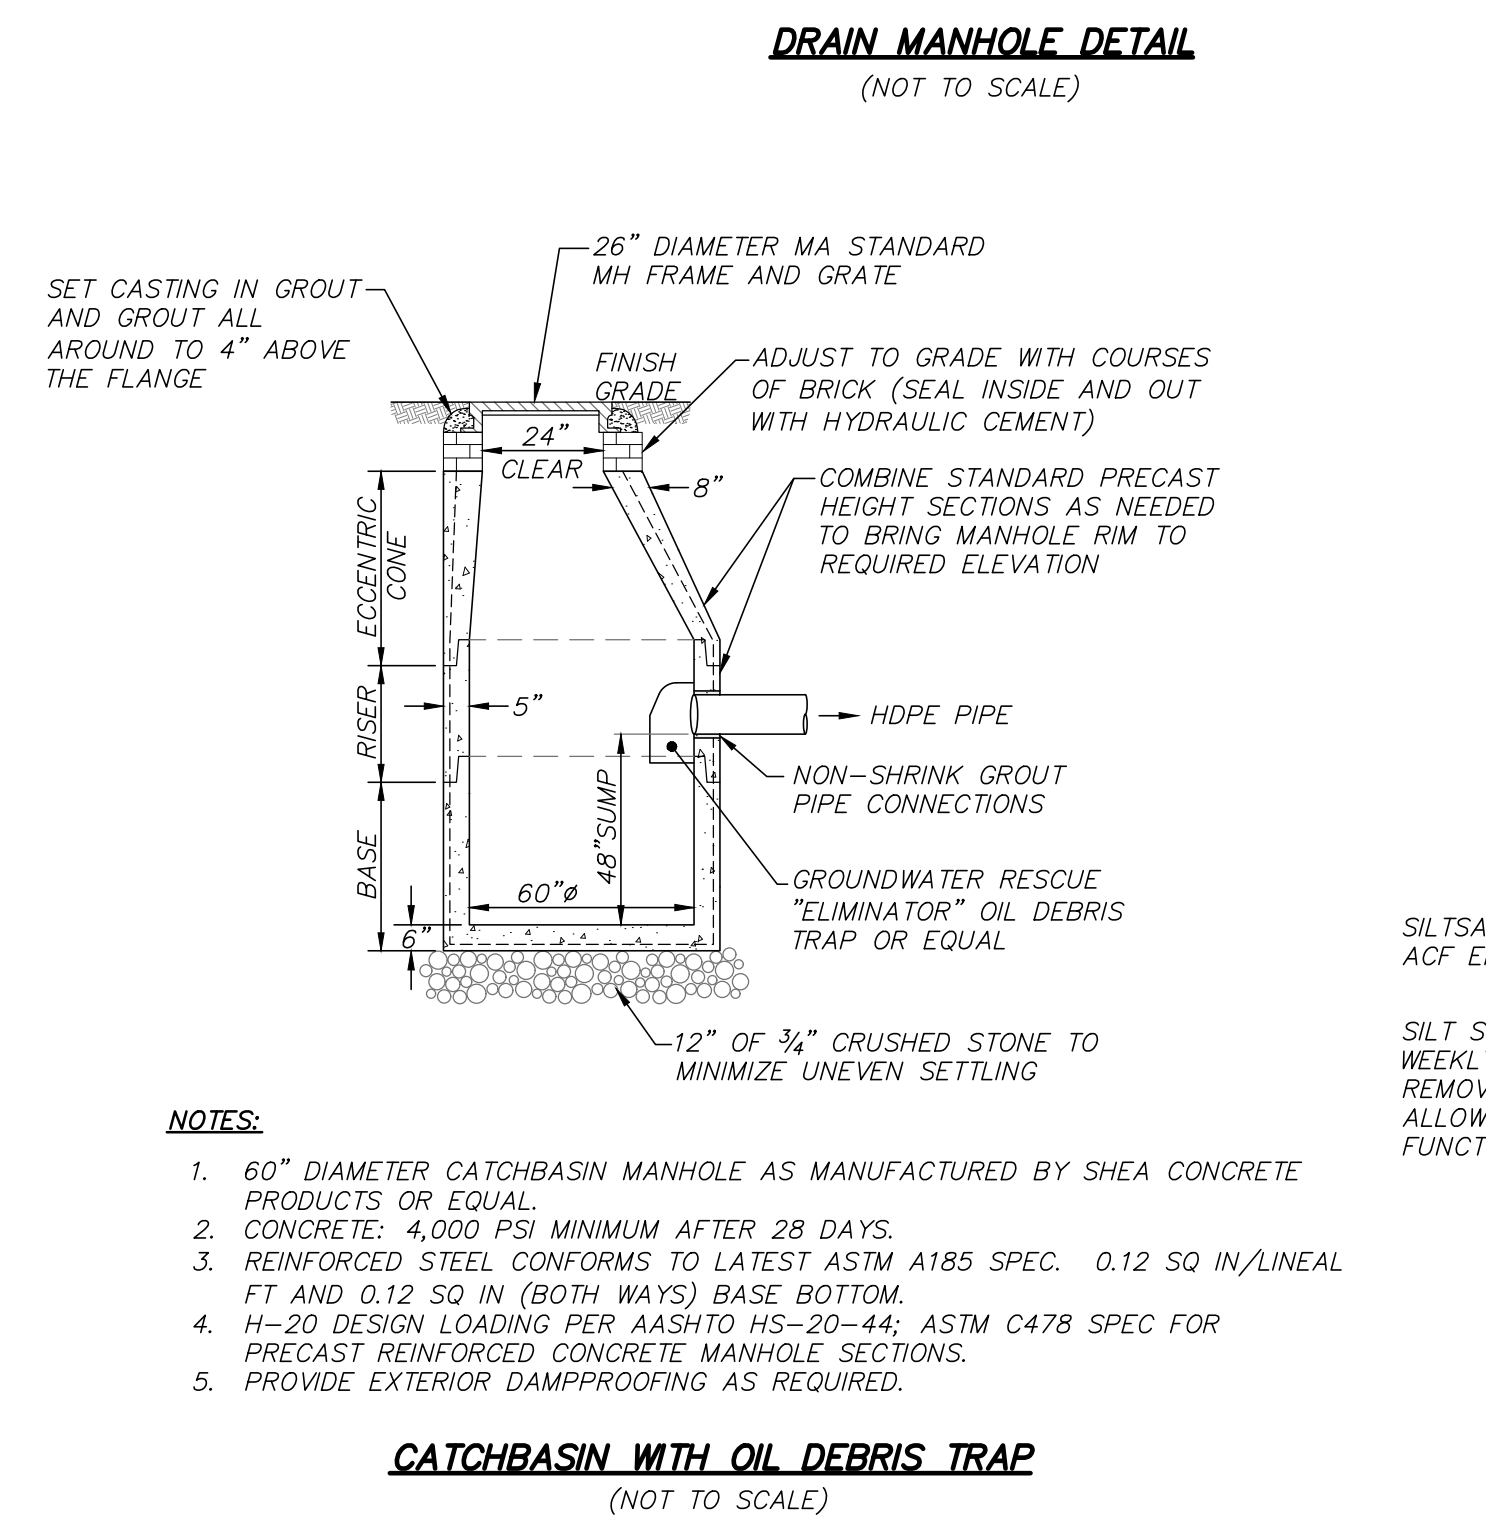 DRAIN MANHOLE DETAIL
(NOT TO SCALE)
26" DIAMETER MA STANDARD
MH FRAME AND GRATE
SET CASTING IN GROUT
AND GROUT ALL
AROUND TO 4" ABOVE
THE FLANGE
FINISH
GRADE
ADJUST TO GRADE WITH COURSES
OF BRICK (SEAL INSIDE AND OUT
WITH HYDRAULIC CEMENT)
24"
CLEAR
8"
COMBINE STANDARD PRECAST
HEIGHT SECTIONS AS NEEDED
TO BRING MANHOLE RIM TO
REQUIRED ELEVATION
ECCENTRIC
CONE
RISER
5"
HDPE PIPE
NON-SHRINK GROUT
PIPE CONNECTIONS
48"SUMP
BASE
60"ø
6"
GROUNDWATER RESCUE
"ELIMINATOR" OIL DEBRIS
TRAP OR EQUAL
12" OF 3/4" CRUSHED STONE TO
MINIMIZE UNEVEN SETTLING
NOTES:
1. 60" DIAMETER CATCHBASIN MANHOLE AS MANUFACTURED BY SHEA CONCRETE
PRODUCTS OR EQUAL.
2. CONCRETE: 4,000 PSI MINIMUM AFTER 28 DAYS.
3. REINFORCED STEEL CONFORMS TO LATEST ASTM A185 SPEC. 0.12 SQ IN/LINEAL
FT AND 0.12 SQ IN (BOTH WAYS) BASE BOTTOM.
4. H-20 DESIGN LOADING PER AASHTO HS-20-44; ASTM C478 SPEC FOR
PRECAST REINFORCED CONCRETE MANHOLE SECTIONS.
5. PROVIDE EXTERIOR DAMPPROOFING AS REQUIRED.
CATCHBASIN WITH OIL DEBRIS TRAP
(NOT TO SCALE)
ACF
SILT